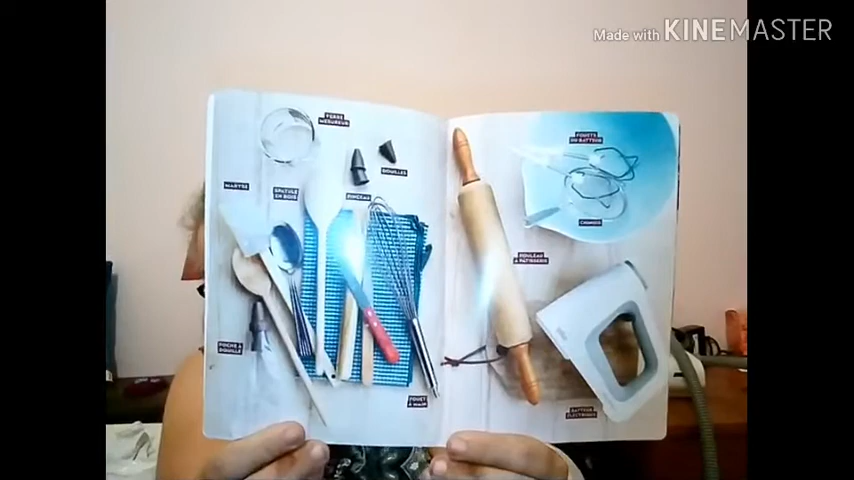 Made with KINEMASTER
VERRE
MESUREUR
DOUILLES
MARYSE
SPATULE
EN BOIS
PINCEAU
POCHE À
DOUILLE
FOUET
À MAIN
FOUETS
DU BATTEUR
ROULEAU
À PÂTISSERIE
BATTEUR
ÉLECTRIQUE